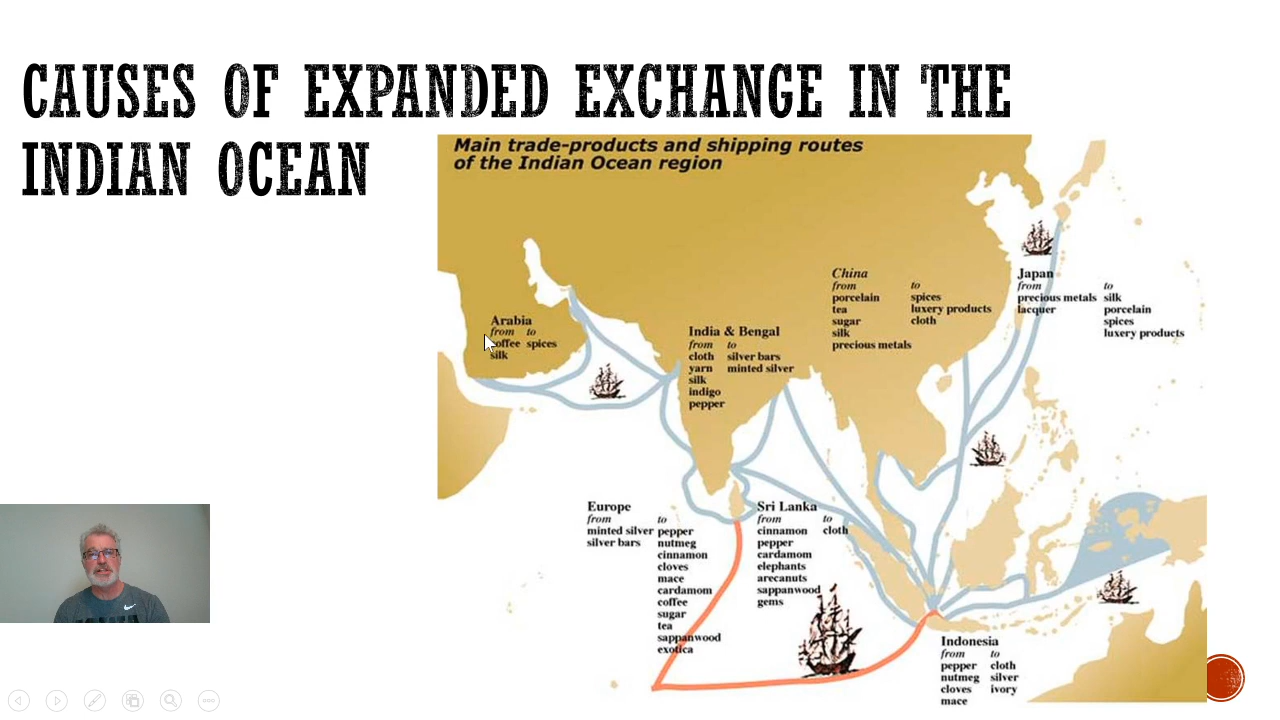 CAUSES OF EXPANDED EXCHANGE IN THE
INDIAN OCEAN
Main trade-products and shipping routes
of the Indian Ocean region
Arabia
from to
coffee spices
silk
India & Bengal
from to
cloth silver bars
yarn minted silver
silk
indigo
pepper
China
from to
porcelain spices
tea luxury products
sugar cloth
silk
precious metals
Japan
from to
precious metals silk
lacquer porcelain
spices
luxury products
Europe
from to
minted silver pepper
silver bars nutmeg
cinnamon
cloves
mace
cardamom
coffee
sugar
tea
sappanwood
exotica
Sri Lanka
from to
cinnamon cloth
pepper
cardamom
elephants
arecanuts
sappanwood
gems
Indonesia
from to
pepper cloth
nutmeg silver
cloves ivory
mace